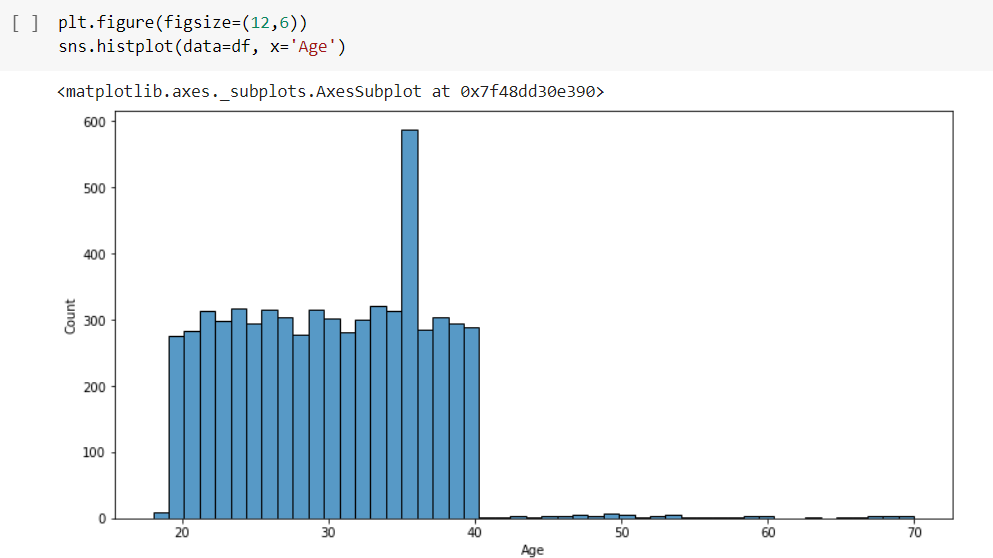 [ ] plt.figure(figsize=(12,6))
sns.histplot(data=df, x='Age')
<matplotlib.axes._subplots.AxesSubplot at 0x7f48dd30e390>
600
500
400
300
200
100
0
Count
20 30 40 50 60 70
Age